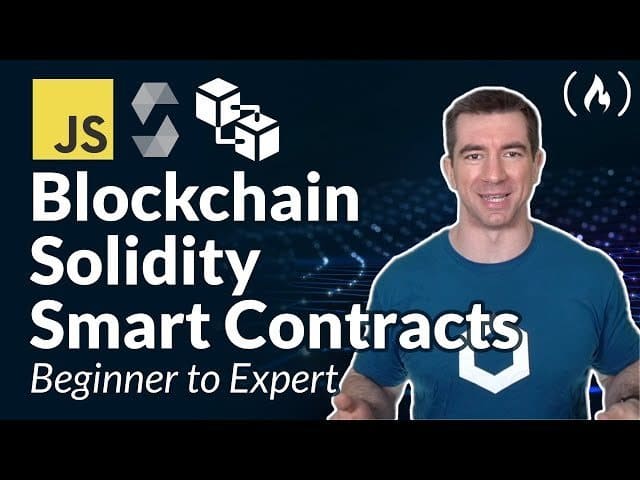 JS
Blockchain
Solidity
Smart Contracts
Beginner to Expert